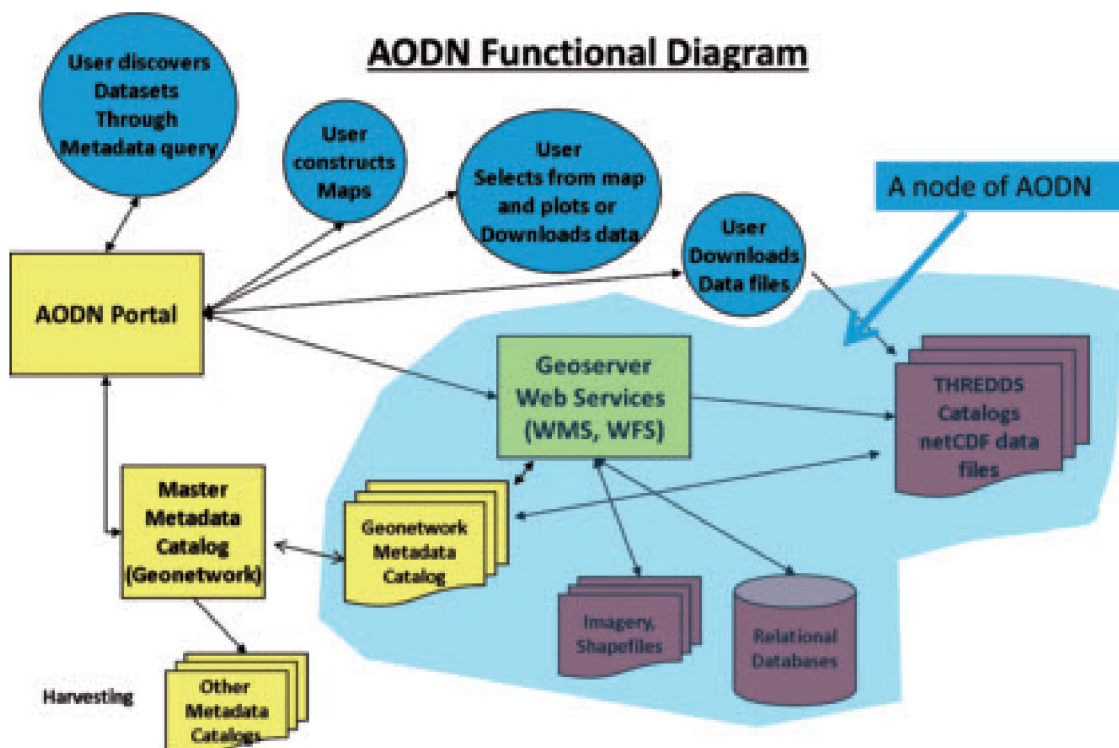 AODN Functional Diagram
User discovers
Datasets
Through
Metadata query
User
constructs
Maps
User
Selects from map
and plots or
Downloads data
A node of AODN
User
Downloads
Data files
AODN Portal
Geoserver
Web Services
(WMS, WFS)
THREDDS
Catalogs
netCDF data
files
Master
Metadata
Catalog
(Geonetwork)
Geonetwork
Metadata
Catalog
Imagery,
Shapefiles
Relational
Databases
Harvesting
Other
Metadata
Catalogs